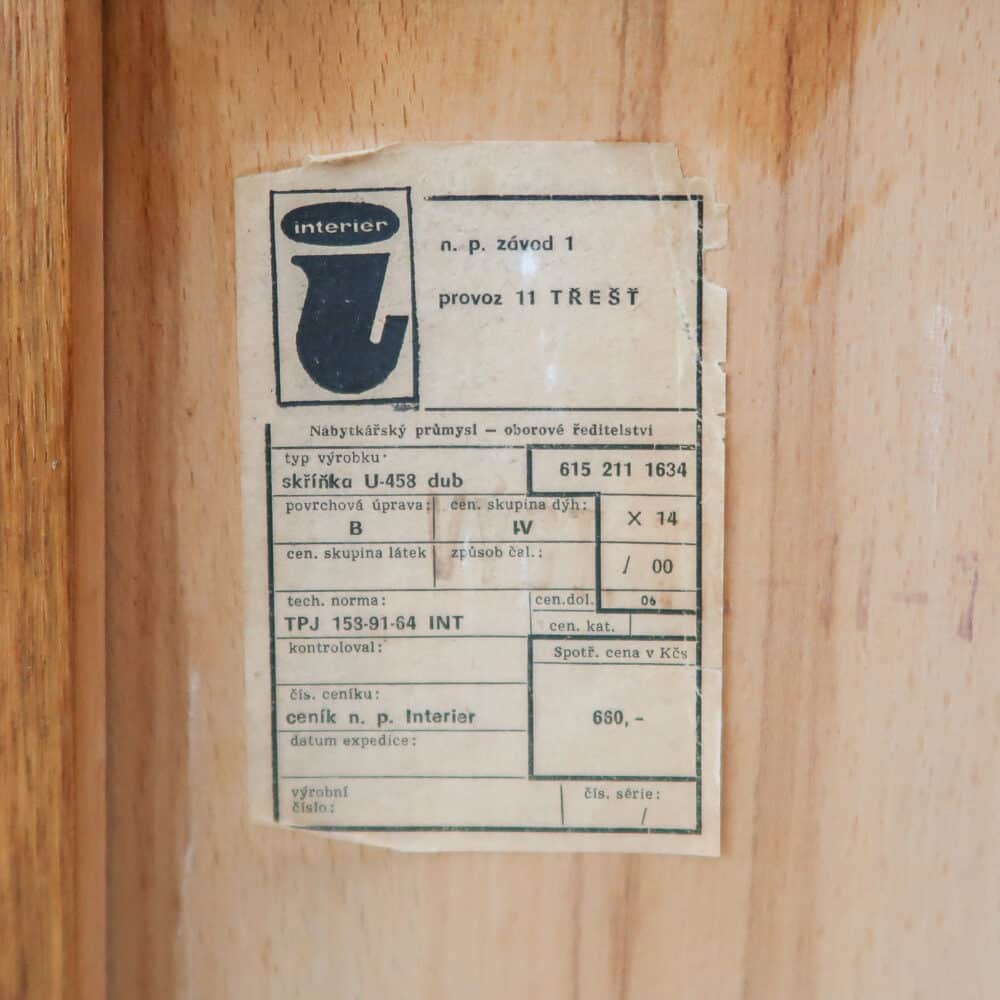 interier
n. p. závod 1
provoz 11 TŘEŠŤ
Nábytkářský průmysl – oborové ředitelství
typ výrobku:
skříňka U-458 dub
615 211 1634
povrchová úprava: cen. skupina dýh:
B IV
X 14
cen. skupina látek způsob čal.:
/ 00
tech. norma: cen.dol. 06
TPJ 158-91-64 INT cen. kat.
kontroloval: Spotř. cena v Kčs
čís. ceníku:
ceník n. p. Interier 660,-
datum expedice:
výrobní čís. série:
číslo: /